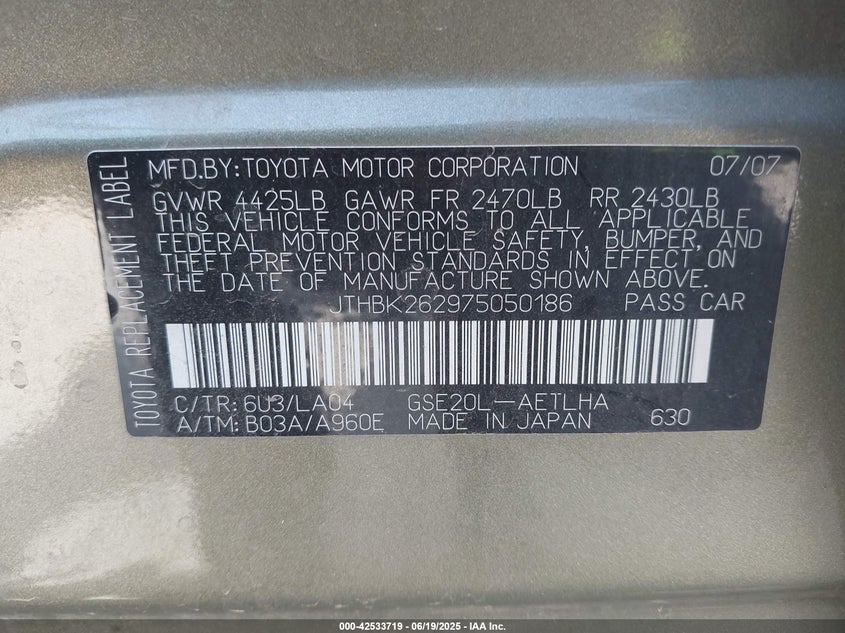 TOYOTA REPLACEMENT LABEL
MFD.BY:TOYOTA MOTOR CORPORATION 07/07
GVWR 4425LB GAWR FR 2470LB RR 2430LB
THIS VEHICLE CONFORMS TO ALL APPLICABLE
FEDERAL MOTOR VEHICLE SAFETY, BUMPER, AND
THEFT PREVENTION STANDARDS IN EFFECT ON
THE DATE OF MANUFACTURE SHOWN ABOVE.
JTHBK262975050186 PASS CAR
C/TR:6U3/LA04 GSE20L-AETLHA
A/TM:B03A/A960E MADE IN JAPAN 630
000-42533719 - 06/19/2025 - IAA Inc.